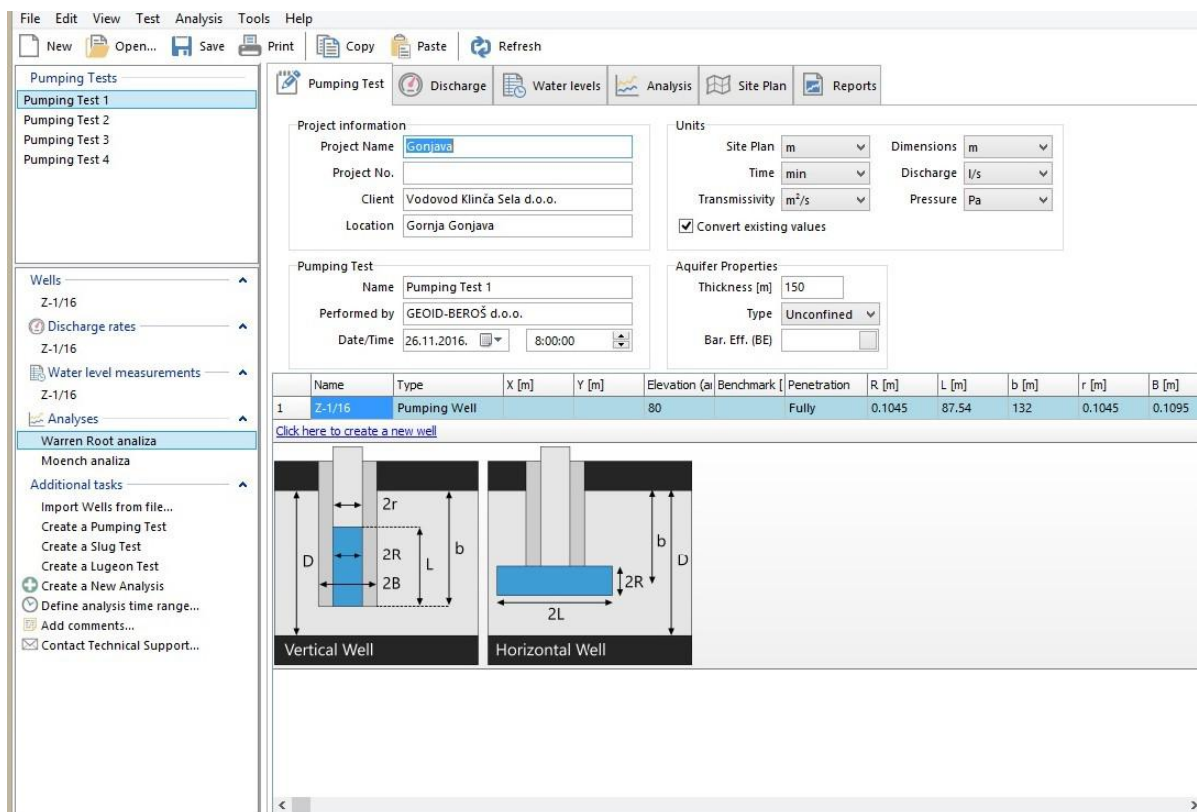 File Edit View Test Analysis Tools Help
New Open... Save Print Copy Paste Refresh
Pumping Tests
Pumping Test 1
Pumping Test 2
Pumping Test 3
Pumping Test 4
Wells
Z-1/16
Discharge rates
Z-1/16
Water level measurements
Z-1/16
Analyses
Warren Root analiza
Moench analiza
Additional tasks
Import Wells from file...
Create a Pumping Test
Create a Slug Test
Create a Lugeon Test
Create a New Analysis
Define analysis time range...
Add comments...
Contact Technical Support...
Pumping Test Discharge Water levels Analysis Site Plan Reports
Project information
Project Name Gonjava
Project No.
Client Vodovod Klinča Sela d.o.o.
Location Gornja Gonjava
Units
Site Plan m Dimensions m
Time min Discharge l/s
Transmissivity m²/s Pressure Pa
Convert existing values
Pumping Test
Name Pumping Test 1
Performed by GEOID-BEROŠ d.o.o.
Date/Time 26.11.2016. 8:00:00
Aquifer Properties
Thickness [m] 150
Type Unconfined
Bar. Eff. (BE)
Name Type X [m] Y [m] Elevation (a Benchmark [ Penetration R [m] L [m] b [m] r [m] B [m]
1 Z-1/16 Pumping Well 80 Fully 0.1045 87.54 132 0.1045 0.1095
Click here to create a new well
2r
D 2R L b
2B
Vertical Well
b D
2R
2L
Horizontal Well